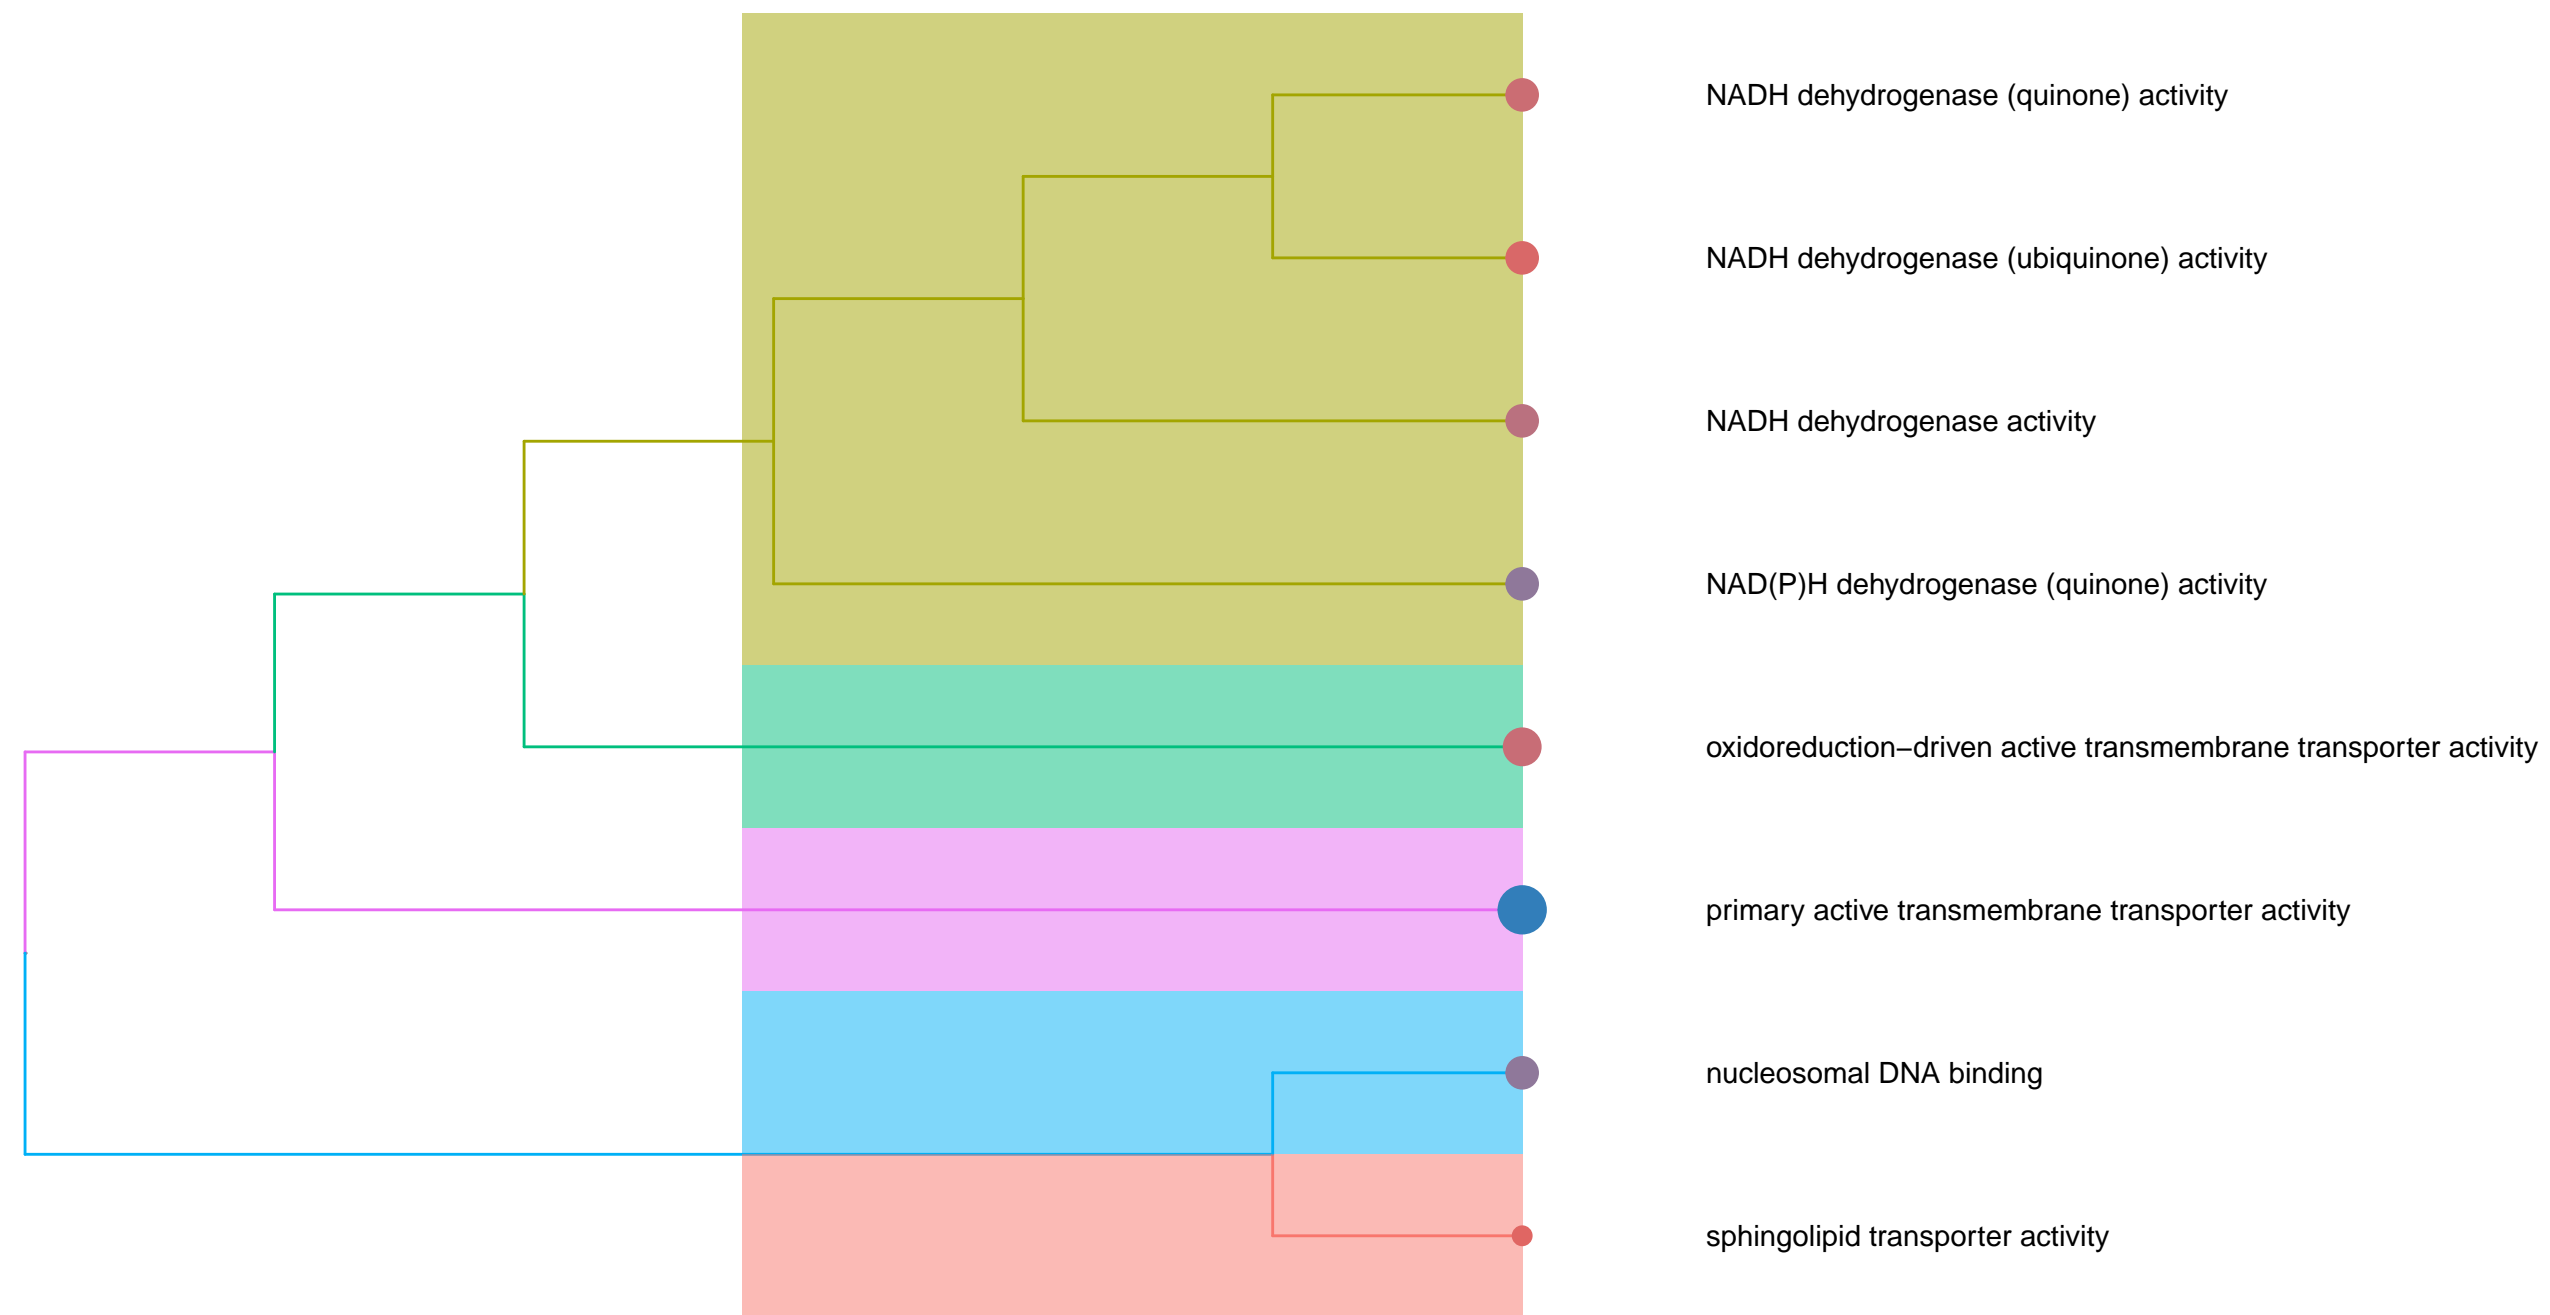 NADH dehydrogenase (quinone) activity
NADH dehydrogenase (ubiquinone) activity
NADH dehydrogenase activity
NAD(P)H dehydrogenase (quinone) activity
oxidoreduction−driven active transmembrane transporter activity
primary active transmembrane transporter activity
nucleosomal DNA binding
sphingolipid transporter activity